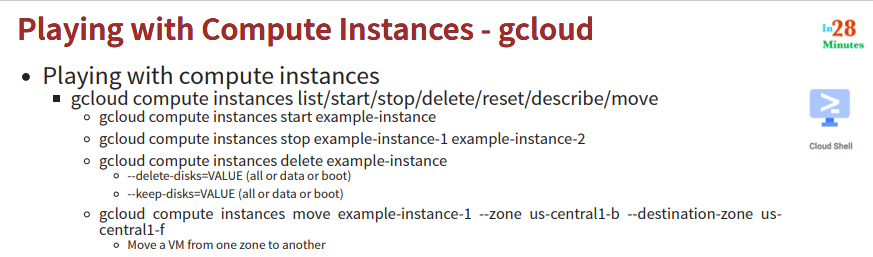 Playing with Compute Instances - gcloud
In28
Minutes
Playing with compute instances
gcloud compute instances list/start/stop/delete/reset/describe/move
gcloud compute instances start example-instance
gcloud compute instances stop example-instance-1 example-instance-2
gcloud compute instances delete example-instance
--delete-disks=VALUE (all or data or boot)
--keep-disks=VALUE (all or data or boot)
gcloud compute instances move example-instance-1 --zone us-central1-b --destination-zone us-
central1-f
Move a VM from one zone to another
Cloud Shell